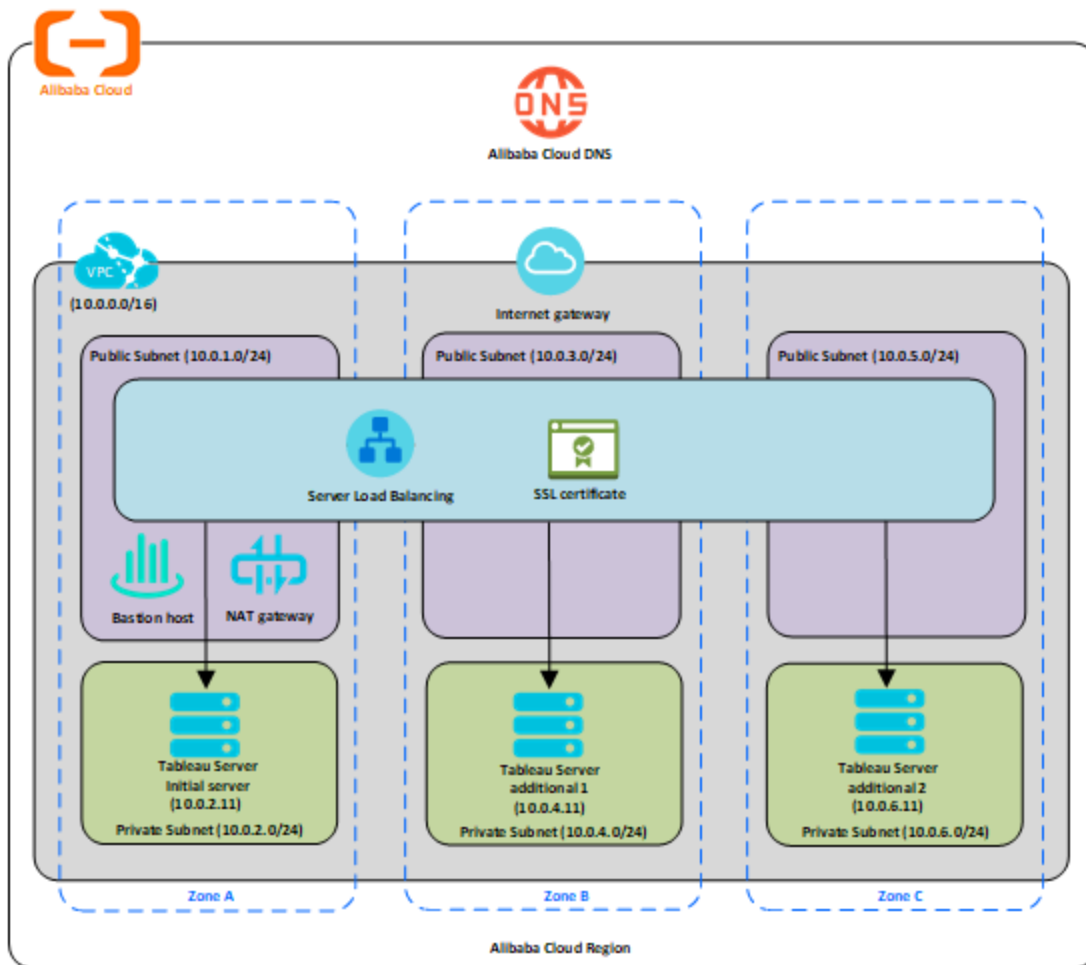 Alibaba Cloud
DNS
Alibaba Cloud DNS
VPC
(10.0.0.0/16)
Internet gateway
Public Subnet (10.0.1.0/24)
Public Subnet (10.0.3.0/24)
Public Subnet (10.0.5.0/24)
Server Load Balancing
SSL certificate
Bastion host
NAT gateway
Tableau Server
Initial server
(10.0.2.11)
Private Subnet (10.0.2.0/24)
Tableau Server
additional 1
(10.0.4.11)
Private Subnet (10.0.4.0/24)
Tableau Server
additional 2
(10.0.6.11)
Private Subnet (10.0.6.0/24)
Zone A
Zone B
Zone C
Alibaba Cloud Region